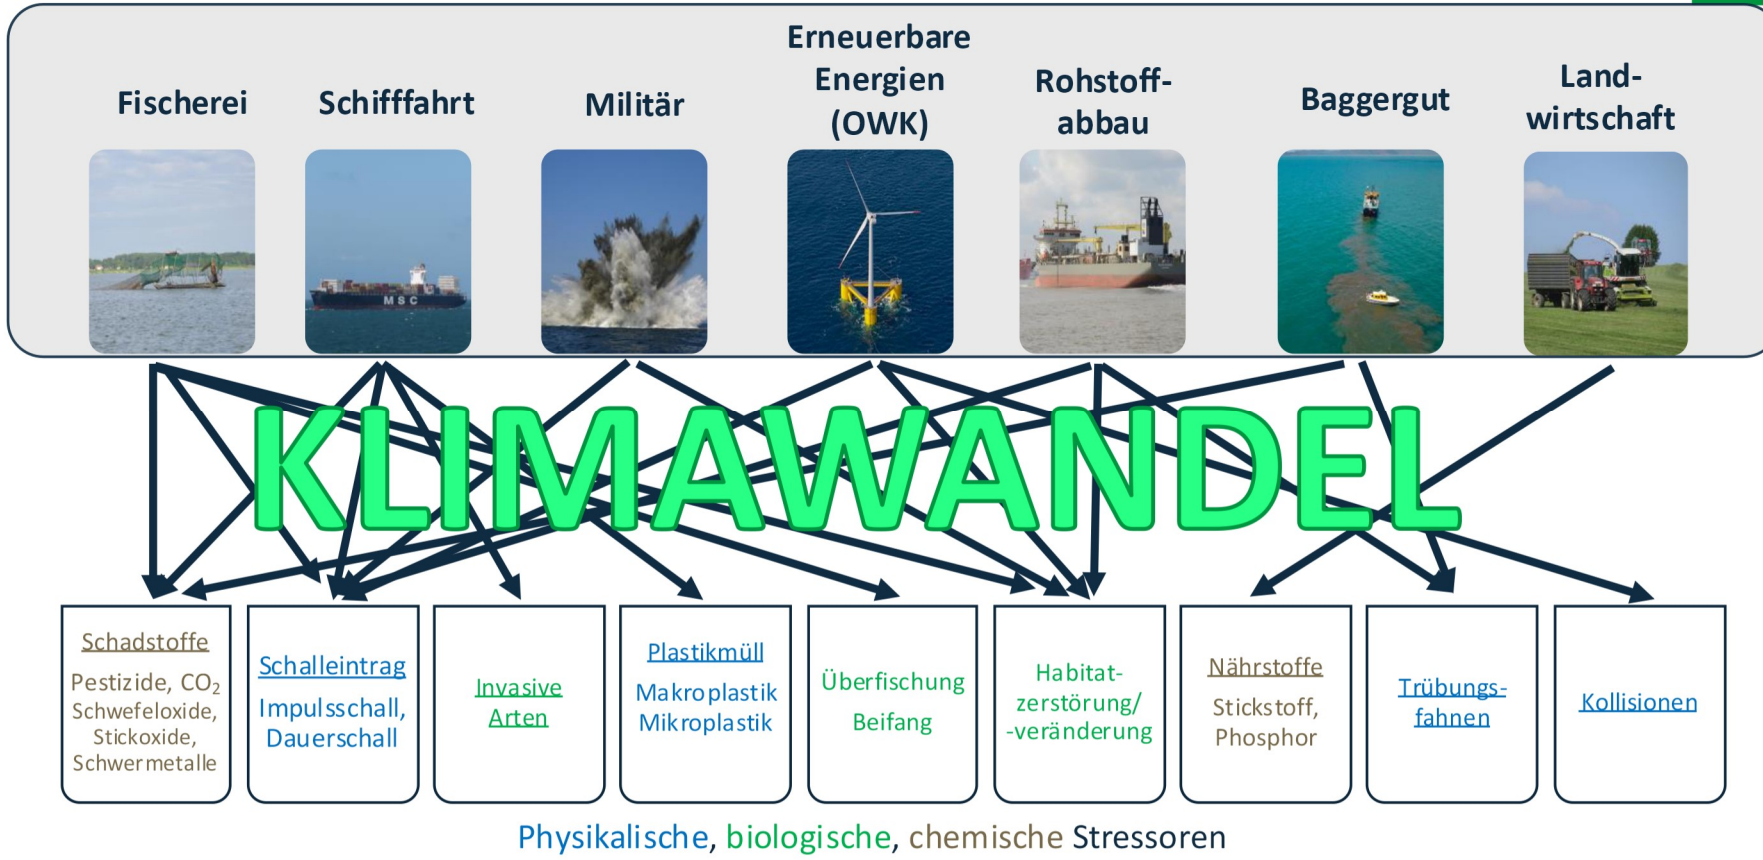 Fischerei
Schifffahrt
Militär
Erneuerbare
Energien
(OWK)
Rohstoff-
abbau
Baggergut
Land-
wirtschaft
MSC
KLIMAWANDEL
Schadstoffe
Pestizide, CO₂
Schwefeloxide,
Stickoxide,
Schwermetalle
Schalleintrag
Impulsschall,
Dauerschall
Invasive
Arten
Plastikmüll
Makroplastik
Mikroplastik
Überfischung
Beifang
Habitat-
zerstörung/
-veränderung
Nährstoffe
Stickstoff,
Phosphor
Trübungs-
fahnen
Kollisionen
Physikalische, biologische, chemische Stressoren